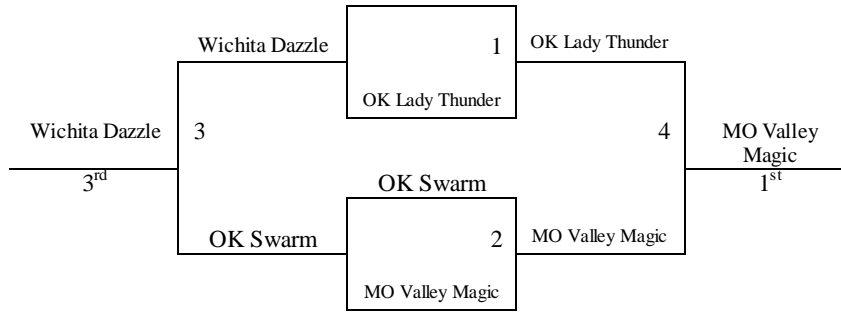 Wichita Dazzle
1
OK Lady Thunder
OK Lady Thunder
Wichita Dazzle
3
4
MO Valley
Magic
3rd
1st
OK Swarm
OK Swarm
2
MO Valley Magic
MO Valley Magic